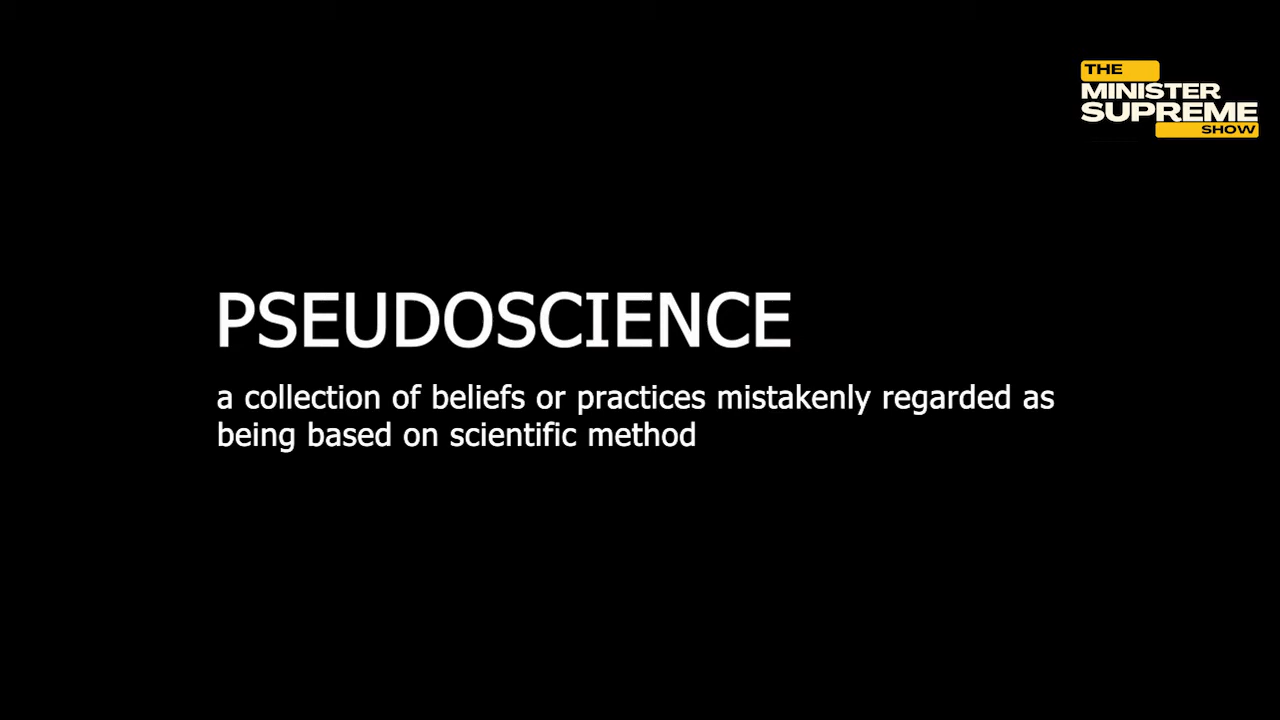 THE
MINISTER
SUPREME
SHOW
PSEUDOSCIENCE
a collection of beliefs or practices mistakenly regarded as
being based on scientific method